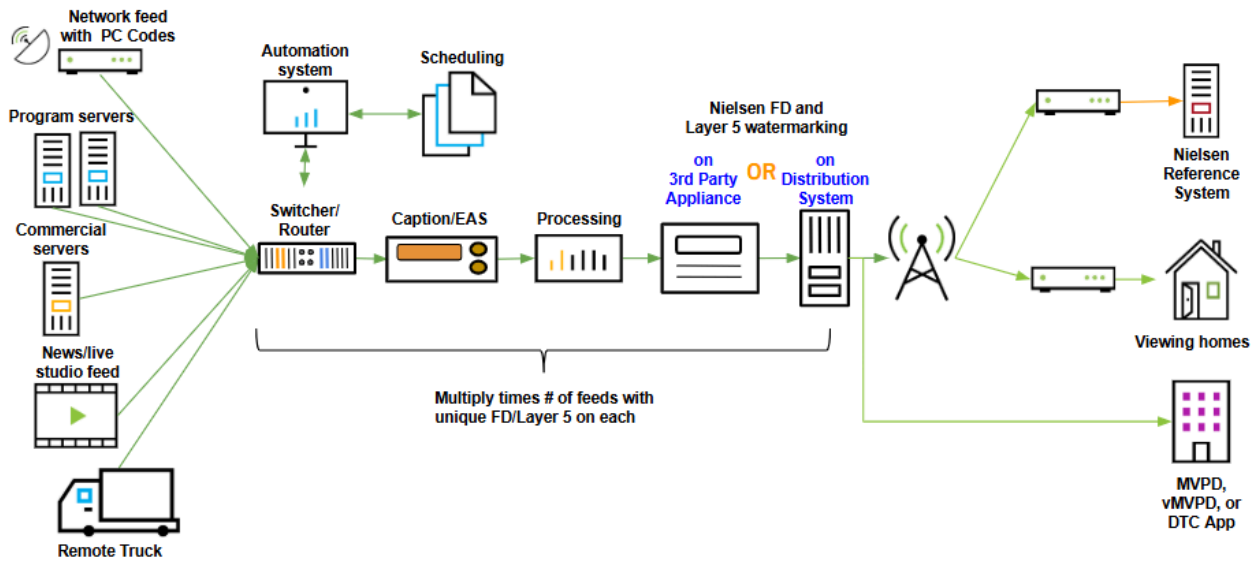 Network feed
with PC Codes
Automation
system
Scheduling
Program servers
Nielsen FD and
Layer 5 watermarking
on
3rd Party
Appliance
OR
on
Distribution
System
Nielsen
Reference
System
Commercial
servers
Switcher/
Router
Caption/EAS
Processing
News/live
studio feed
Viewing homes
Multiply times # of feeds with
unique FD/Layer 5 on each
MVPD,
vMVPD, or
DTC App
Remote Truck